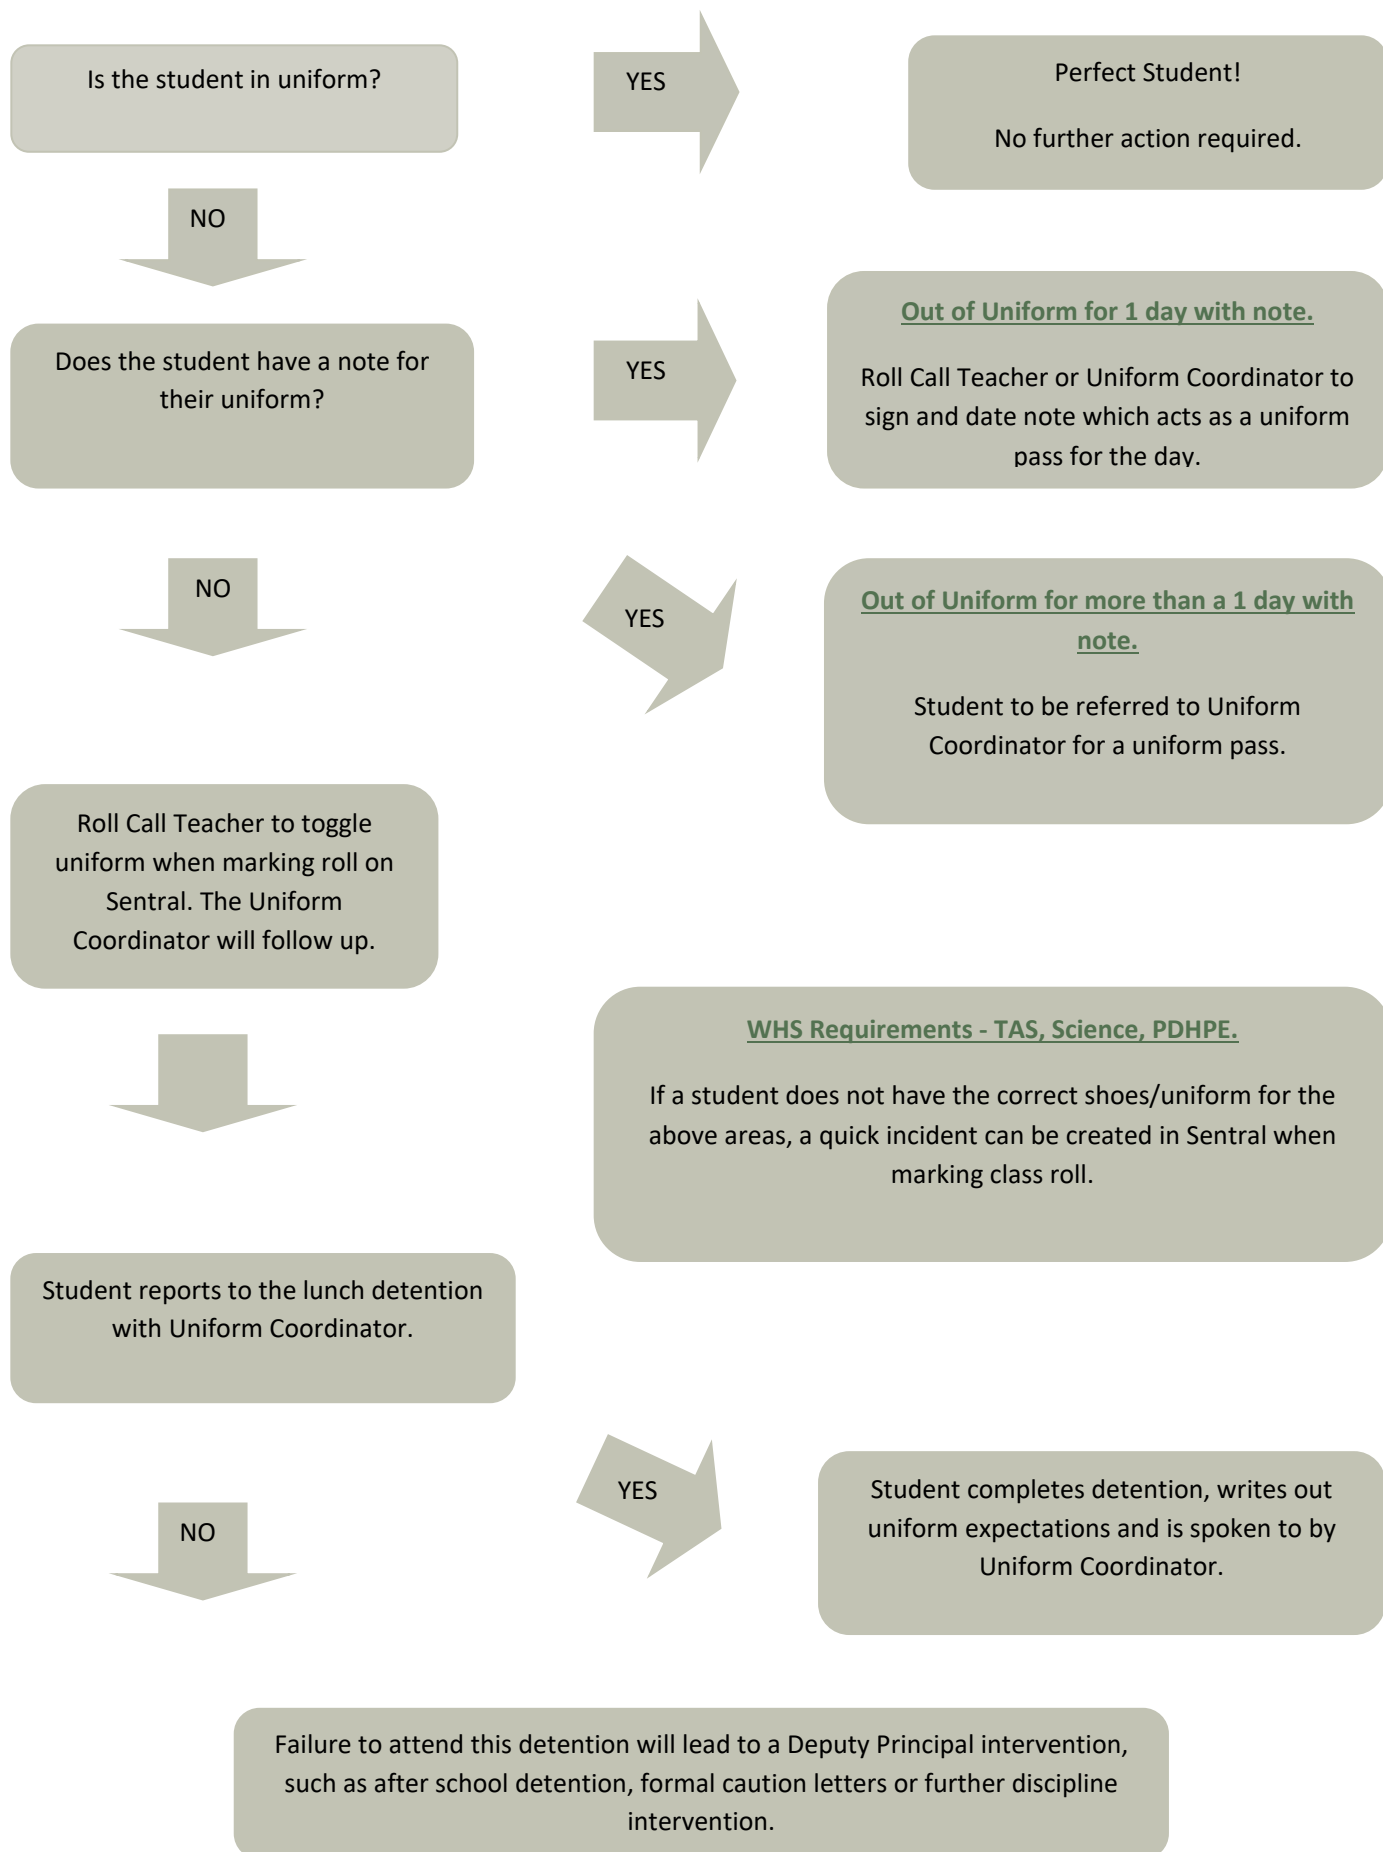 Is the student in uniform?
YES
Perfect Student!
No further action required.
NO
Does the student have a note for
their uniform?
YES
Out of Uniform for 1 day with note.
Roll Call Teacher or Uniform Coordinator to
sign and date note which acts as a uniform
pass for the day.
NO
YES
Out of Uniform for more than a 1 day with
note.
Student to be referred to Uniform
Coordinator for a uniform pass.
Roll Call Teacher to toggle
uniform when marking roll on
Sentral. The Uniform
Coordinator will follow up.
WHS Requirements - TAS, Science, PDHPE.
If a student does not have the correct shoes/uniform for the
above areas, a quick incident can be created in Sentral when
marking class roll.
Student reports to the lunch detention
with Uniform Coordinator.
YES
Student completes detention, writes out
uniform expectations and is spoken to by
Uniform Coordinator.
NO
Failure to attend this detention will lead to a Deputy Principal intervention,
such as after school detention, formal caution letters or further discipline
intervention.